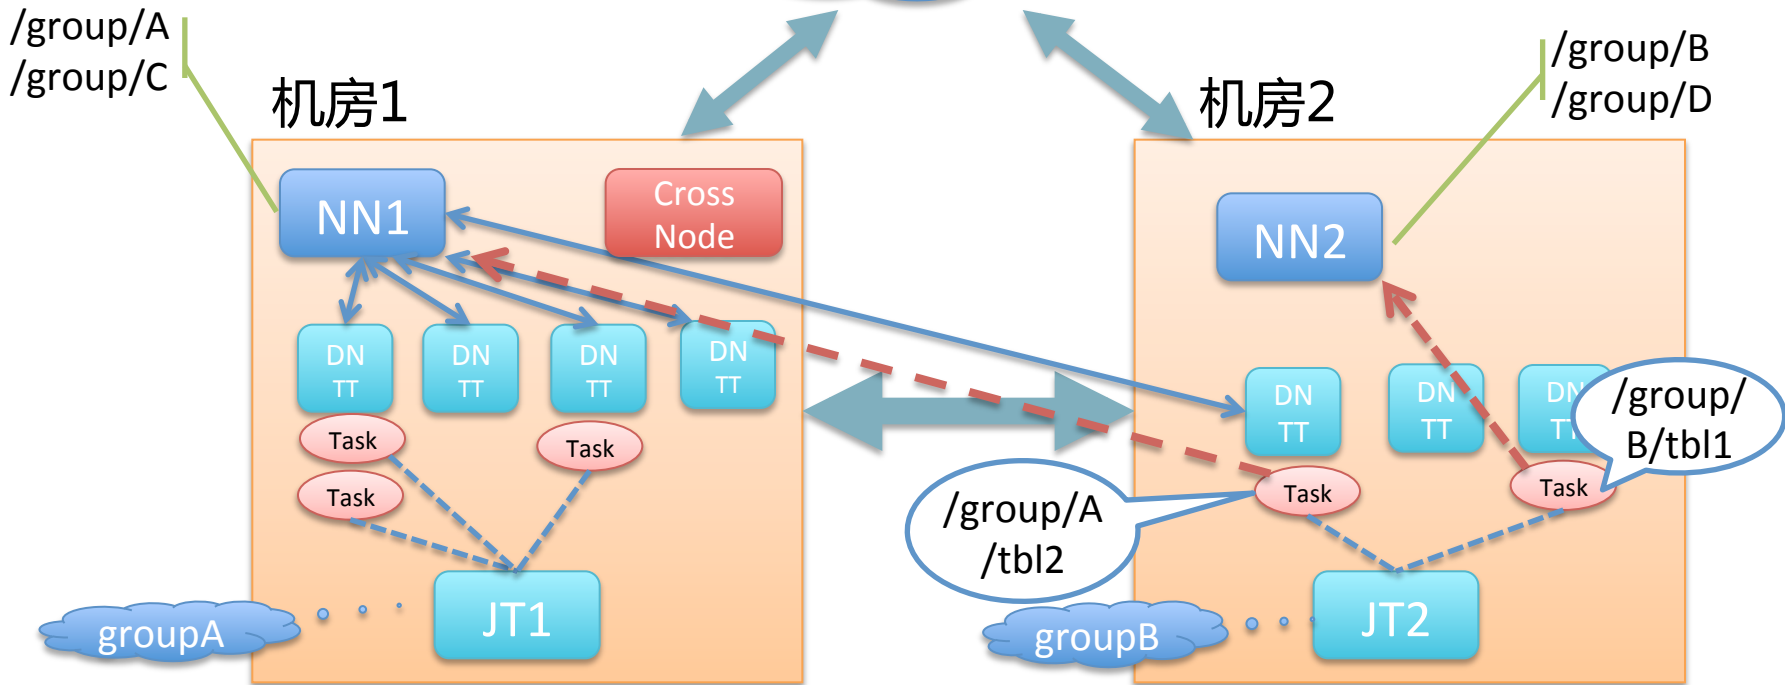 /group/A
/group/C
机房1
机房2
/group/B
/group/D
NN1
Cross
Node
NN2
DN
TT
DN
TT
DN
TT
DN
TT
DN
TT
DN
TT
DN
TT
/group/
B/tbl1
Task
Task
Task
Task
Task
/group/A
/tbl2
groupA
JT1
groupB
JT2